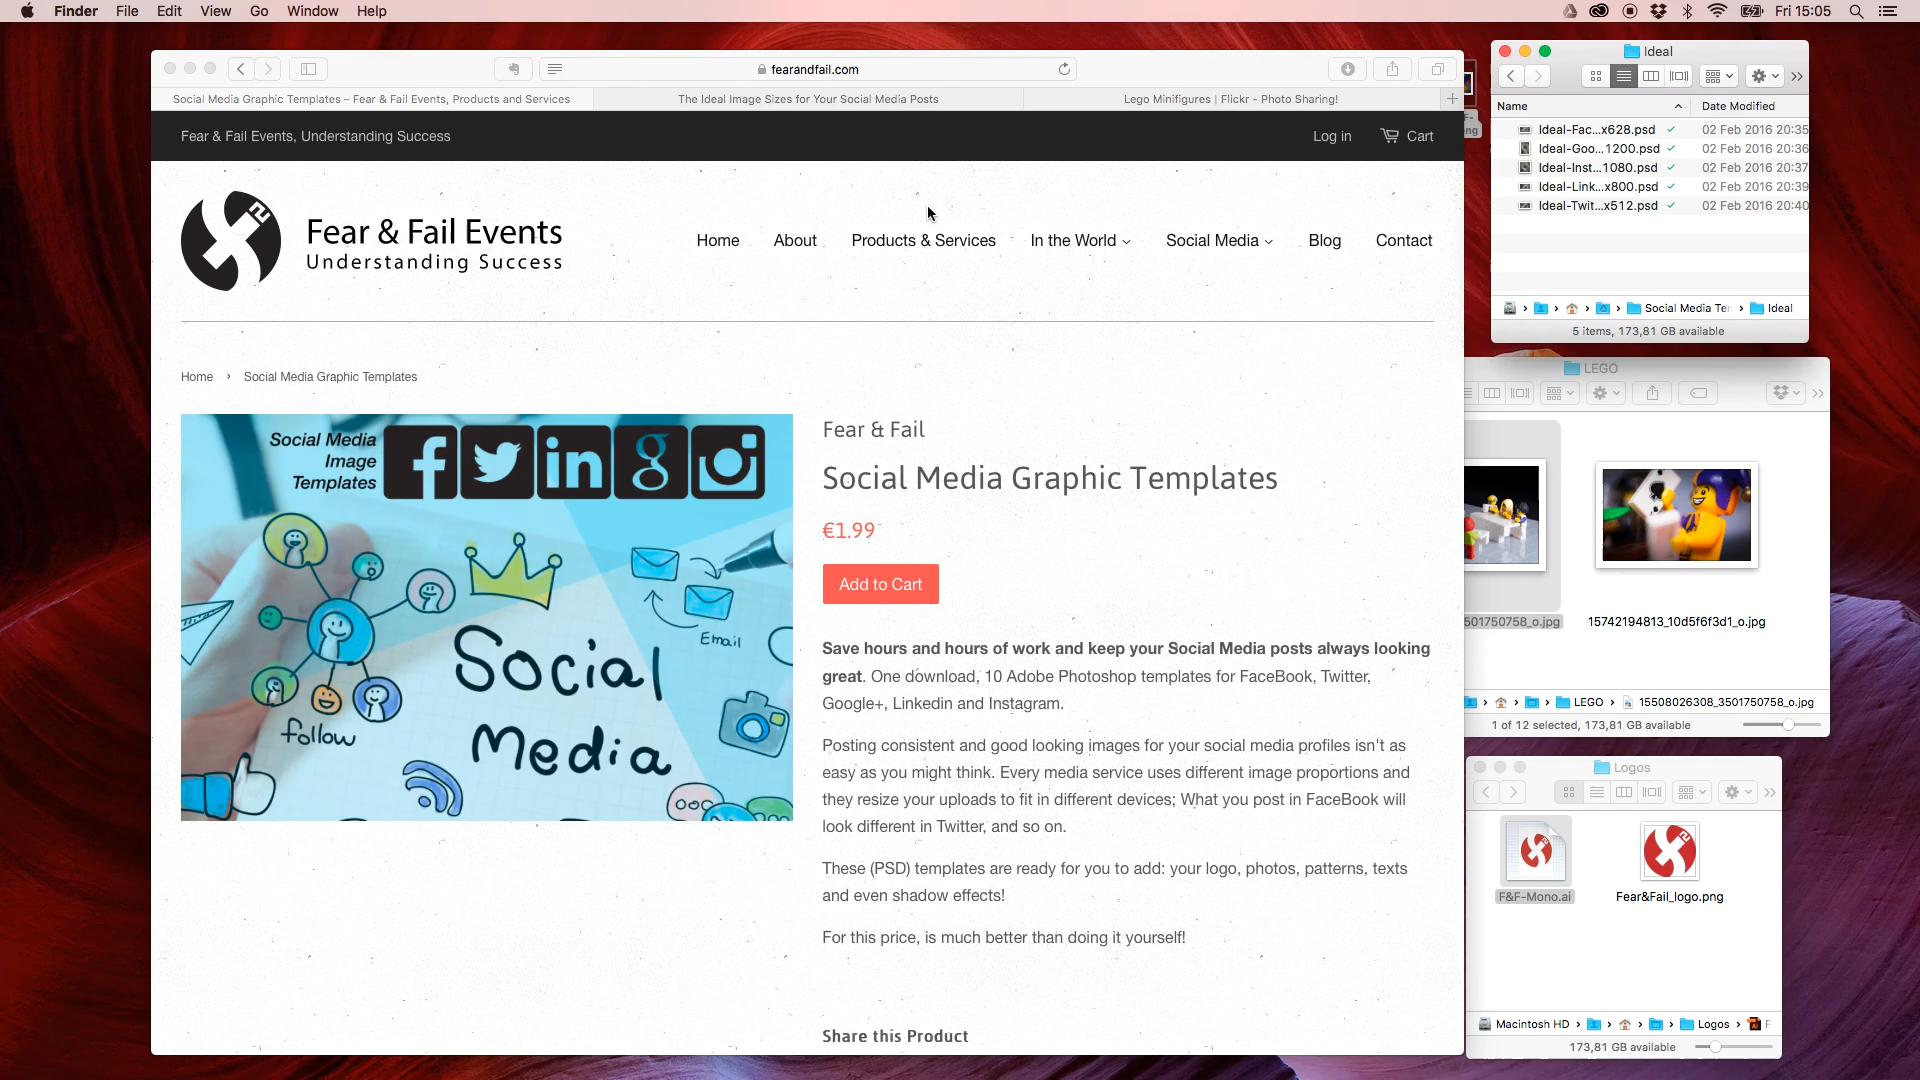 Finder File Edit View Go Window Help
Fri 15:05
fearandfail.com
Social Media Graphic Templates – Fear & Fail Events, Products and Services
The Ideal Image Sizes for Your Social Media Posts
Lego Minifigures | Flickr - Photo Sharing!
Fear & Fail Events, Understanding Success
Log in Cart
Fear & Fail Events
Understanding Success
Home About Products & Services In the World Social Media Blog Contact
Home › Social Media Graphic Templates
Social Media
Image
Templates
Email
follow
Social
Media
Fear & Fail
Social Media Graphic Templates
€1.99
Add to Cart
Save hours and hours of work and keep your Social Media posts always looking
great. One download, 10 Adobe Photoshop templates for FaceBook, Twitter,
Google+, Linkedin and Instagram.
Posting consistent and good looking images for your social media profiles isn't as
easy as you might think. Every media service uses different image proportions and
they resize your uploads to fit in different devices; What you post in FaceBook will
look different in Twitter, and so on.
These (PSD) templates are ready for you to add: your logo, photos, patterns, texts
and even shadow effects!
For this price, is much better than doing it yourself!
Share this Product
Ideal
Name Date Modified
Ideal-Fac...x628.psd 02 Feb 2016 20:35
Ideal-Goo...1200.psd 02 Feb 2016 20:36
Ideal-Inst...1080.psd 02 Feb 2016 20:37
Ideal-Link...x800.psd 02 Feb 2016 20:39
Ideal-Twit...x512.psd 02 Feb 2016 20:40
Social Media Ten › Ideal
5 items, 173,81 GB available
LEGO
501750758_o.jpg
15742194813_10d5f6f3d1_o.jpg
LEGO › 15508026308_3501750758_o.jpg
1 of 12 selected, 173,81 GB available
Logos
F&F-Mono.ai
Fear&Fail_logo.png
Macintosh HD › Logos › F
173,81 GB available